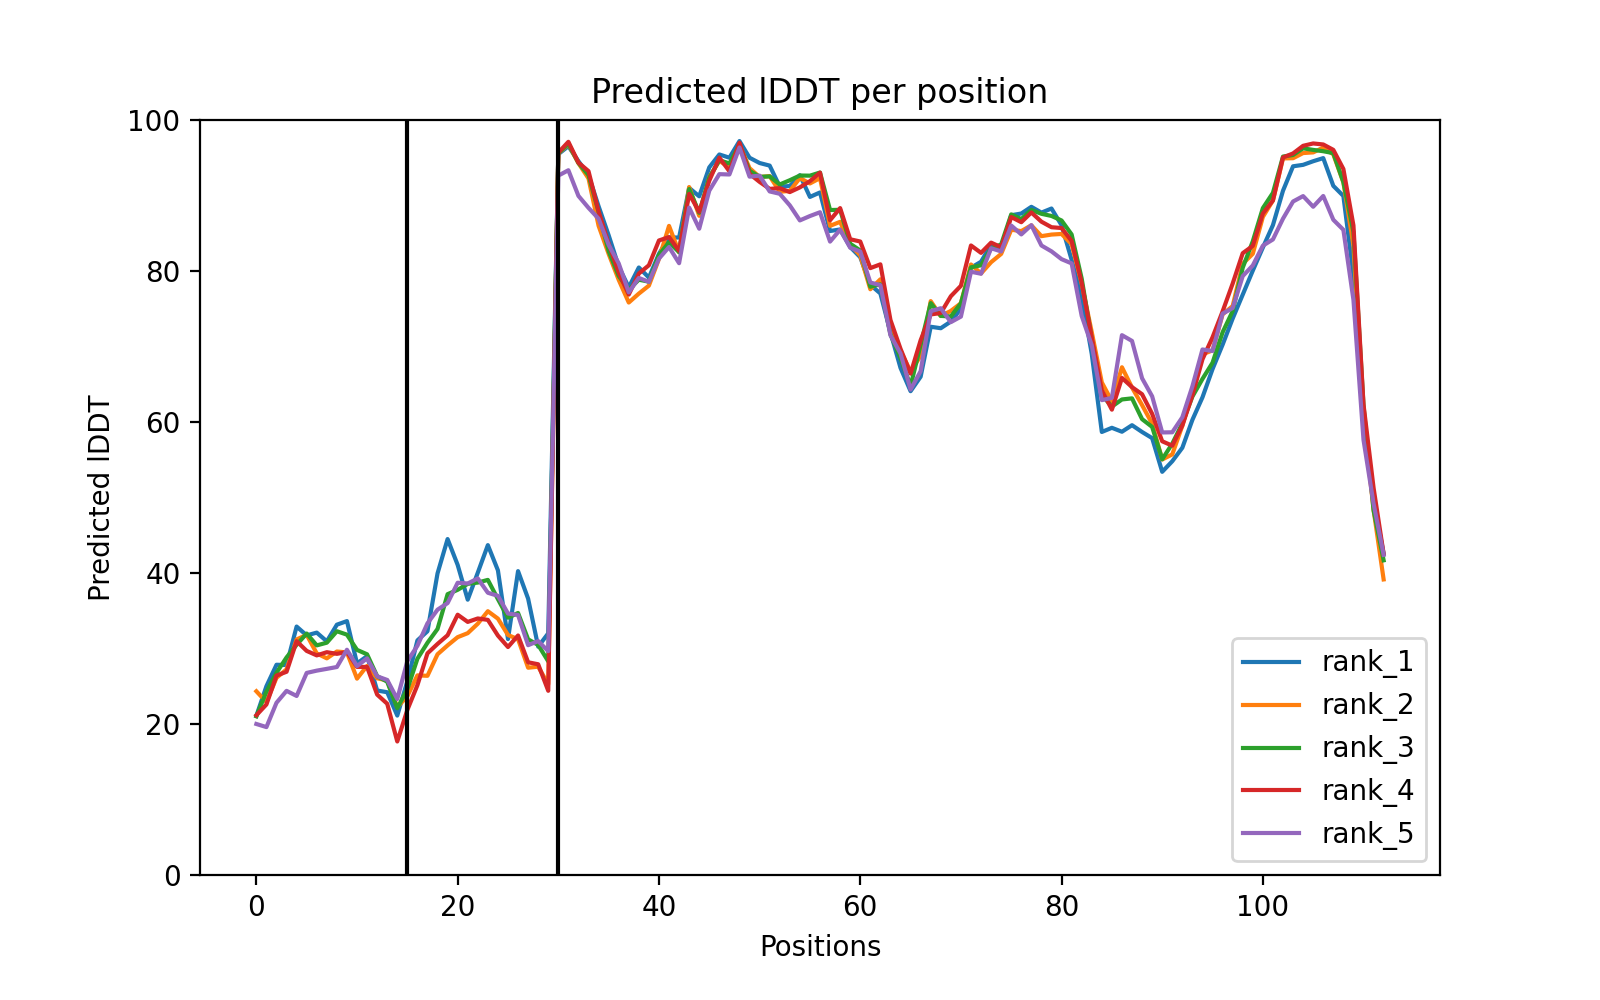 Predicted lDDT per position
100
80
60
40
20
0
Predicted lDDT
0 20 40 60 80 100
Positions
rank_1
rank_2
rank_3
rank_4
rank_5